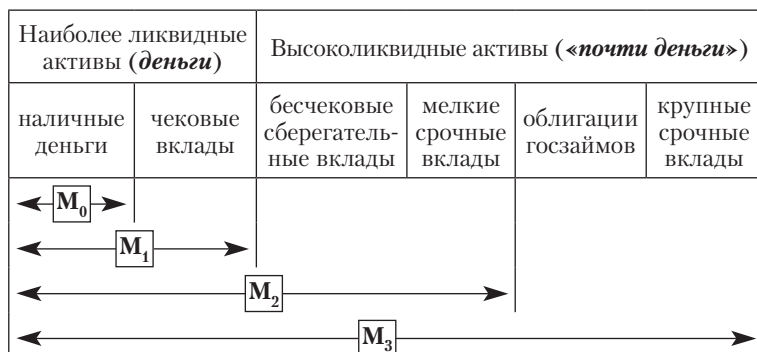 Наиболее ликвидные
активы (деньги)
Высоколиквидные активы («почти деньги»)
наличные
деньги
чековые
вклады
бесчековые
сберегатель-
ные вклады
мелкие
срочные
вклады
облигации
госзаймов
крупные
срочные
вклады
M₀
M₁
M₂
M₃